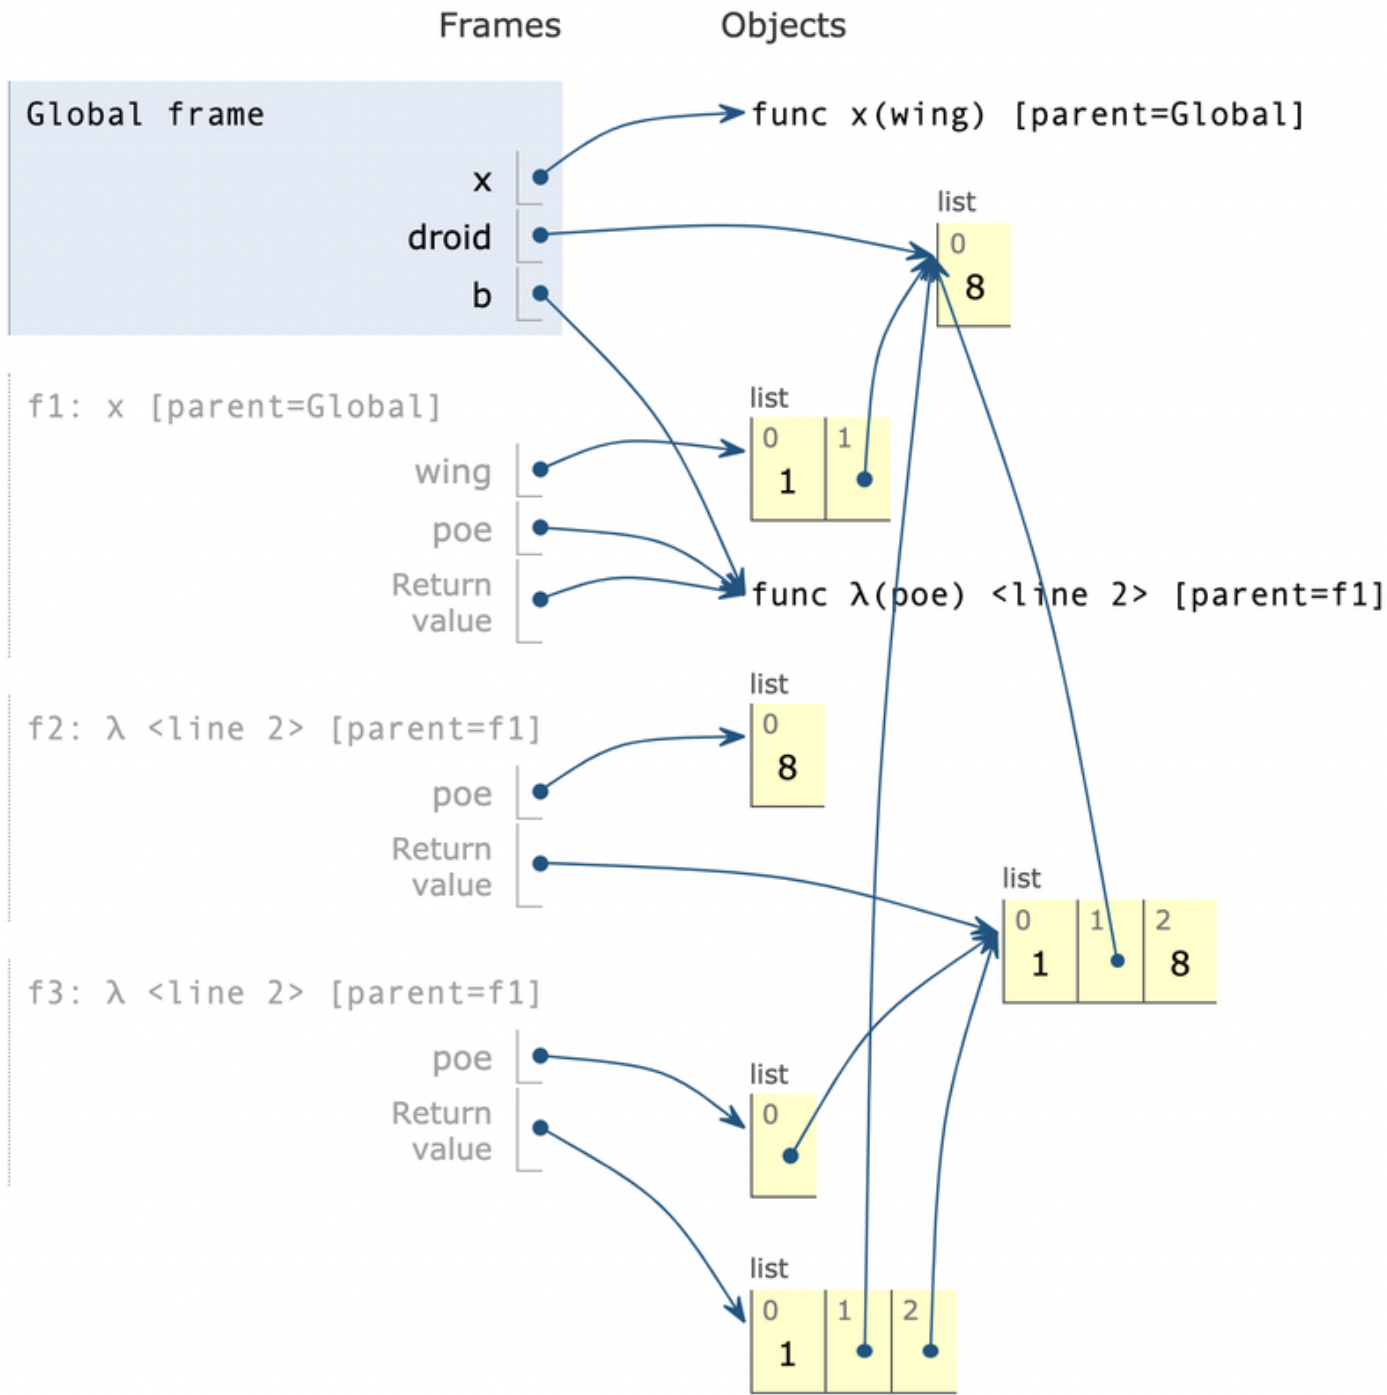 Frames Objects
Global frame
func x(wing) [parent=Global]
x
list
droid
0
8
b
f1: x [parent=Global]
list
0 1
wing
1
poe
Return
value
func λ(poe) <line 2> [parent=f1]
list
f2: λ <line 2> [parent=f1]
0
8
poe
Return
value
list
0 1 2
1 8
f3: λ <line 2> [parent=f1]
poe
list
0
Return
value
list
0 1 2
1